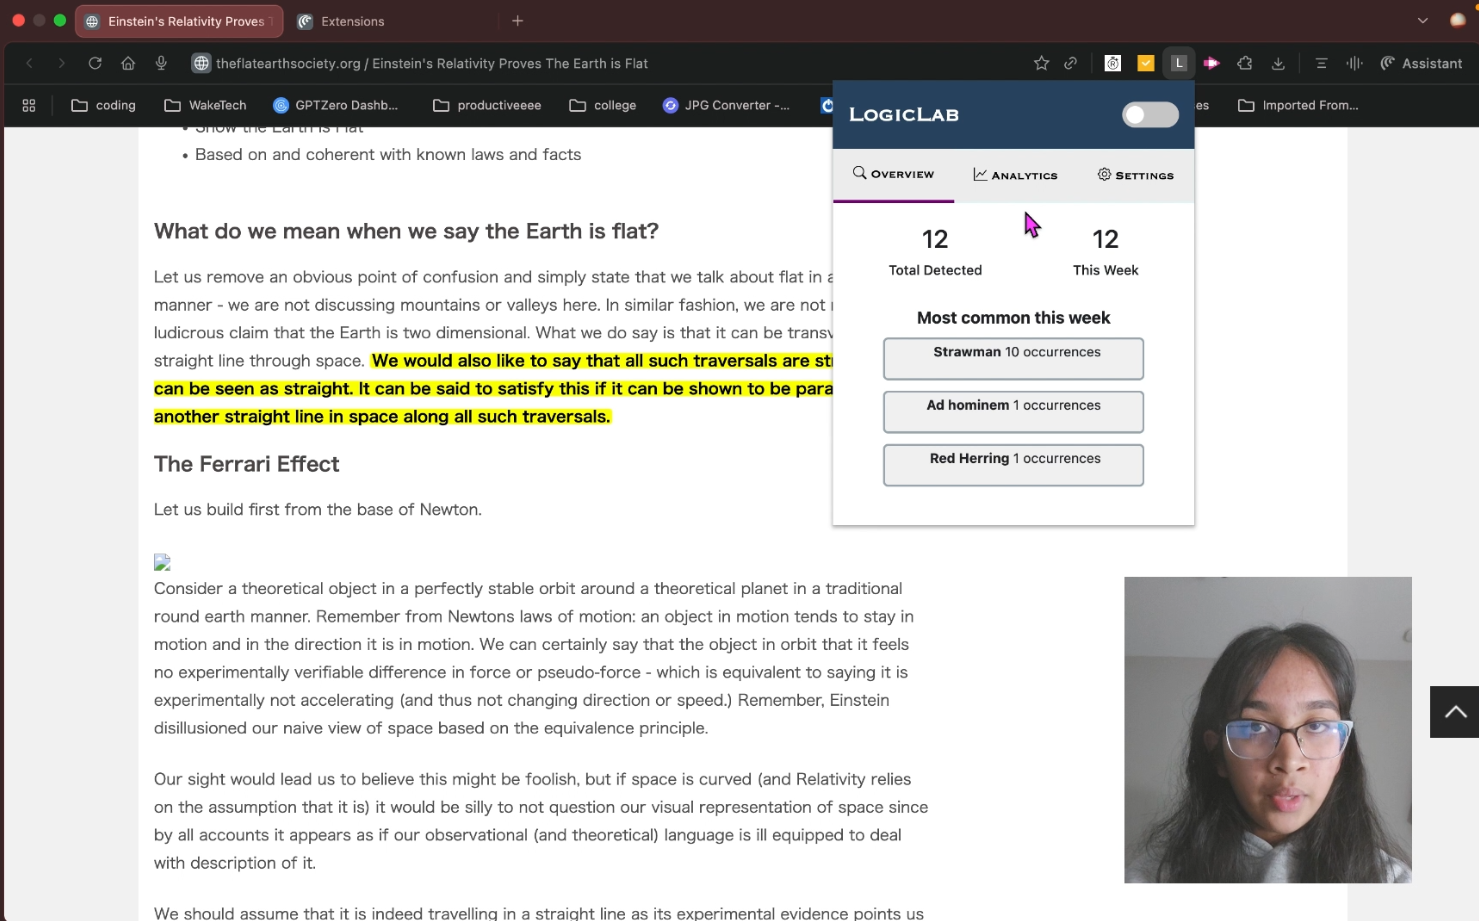 Einstein's Relativity Proves T
Extensions
theflatearthsociety.org / Einstein's Relativity Proves The Earth is Flat
L
Assistant
coding
WakeTech
GPTZero Dashb...
productiveeee
college
JPG Converter -...
es
Imported From...
• Show the Earth is Flat
• Based on and coherent with known laws and facts
What do we mean when we say the Earth is flat?
Let us remove an obvious point of confusion and simply state that we talk about flat in a
manner - we are not discussing mountains or valleys here. In similar fashion, we are not
ludicrous claim that the Earth is two dimensional. What we do say is that it can be transv
straight line through space. We would also like to say that all such traversals are str
can be seen as straight. It can be said to satisfy this if it can be shown to be para
another straight line in space along all such traversals.
The Ferrari Effect
Let us build first from the base of Newton.
Consider a theoretical object in a perfectly stable orbit around a theoretical planet in a traditional
round earth manner. Remember from Newtons laws of motion: an object in motion tends to stay in
motion and in the direction it is in motion. We can certainly say that the object in orbit that it feels
no experimentally verifiable difference in force or pseudo-force - which is equivalent to saying it is
experimentally not accelerating (and thus not changing direction or speed.) Remember, Einstein
disillusioned our naive view of space based on the equivalence principle.
Our sight would lead us to believe this might be foolish, but if space is curved (and Relativity relies
on the assumption that it is) it would be silly to not question our visual representation of space since
by all accounts it appears as if our observational (and theoretical) language is ill equipped to deal
with description of it.
We should assume that it is indeed travelling in a straight line as its experimental evidence points us
LogicLab
Overview
Analytics
Settings
12
Total Detected
12
This Week
Most common this week
Strawman 10 occurrences
Ad hominem 1 occurrences
Red Herring 1 occurrences